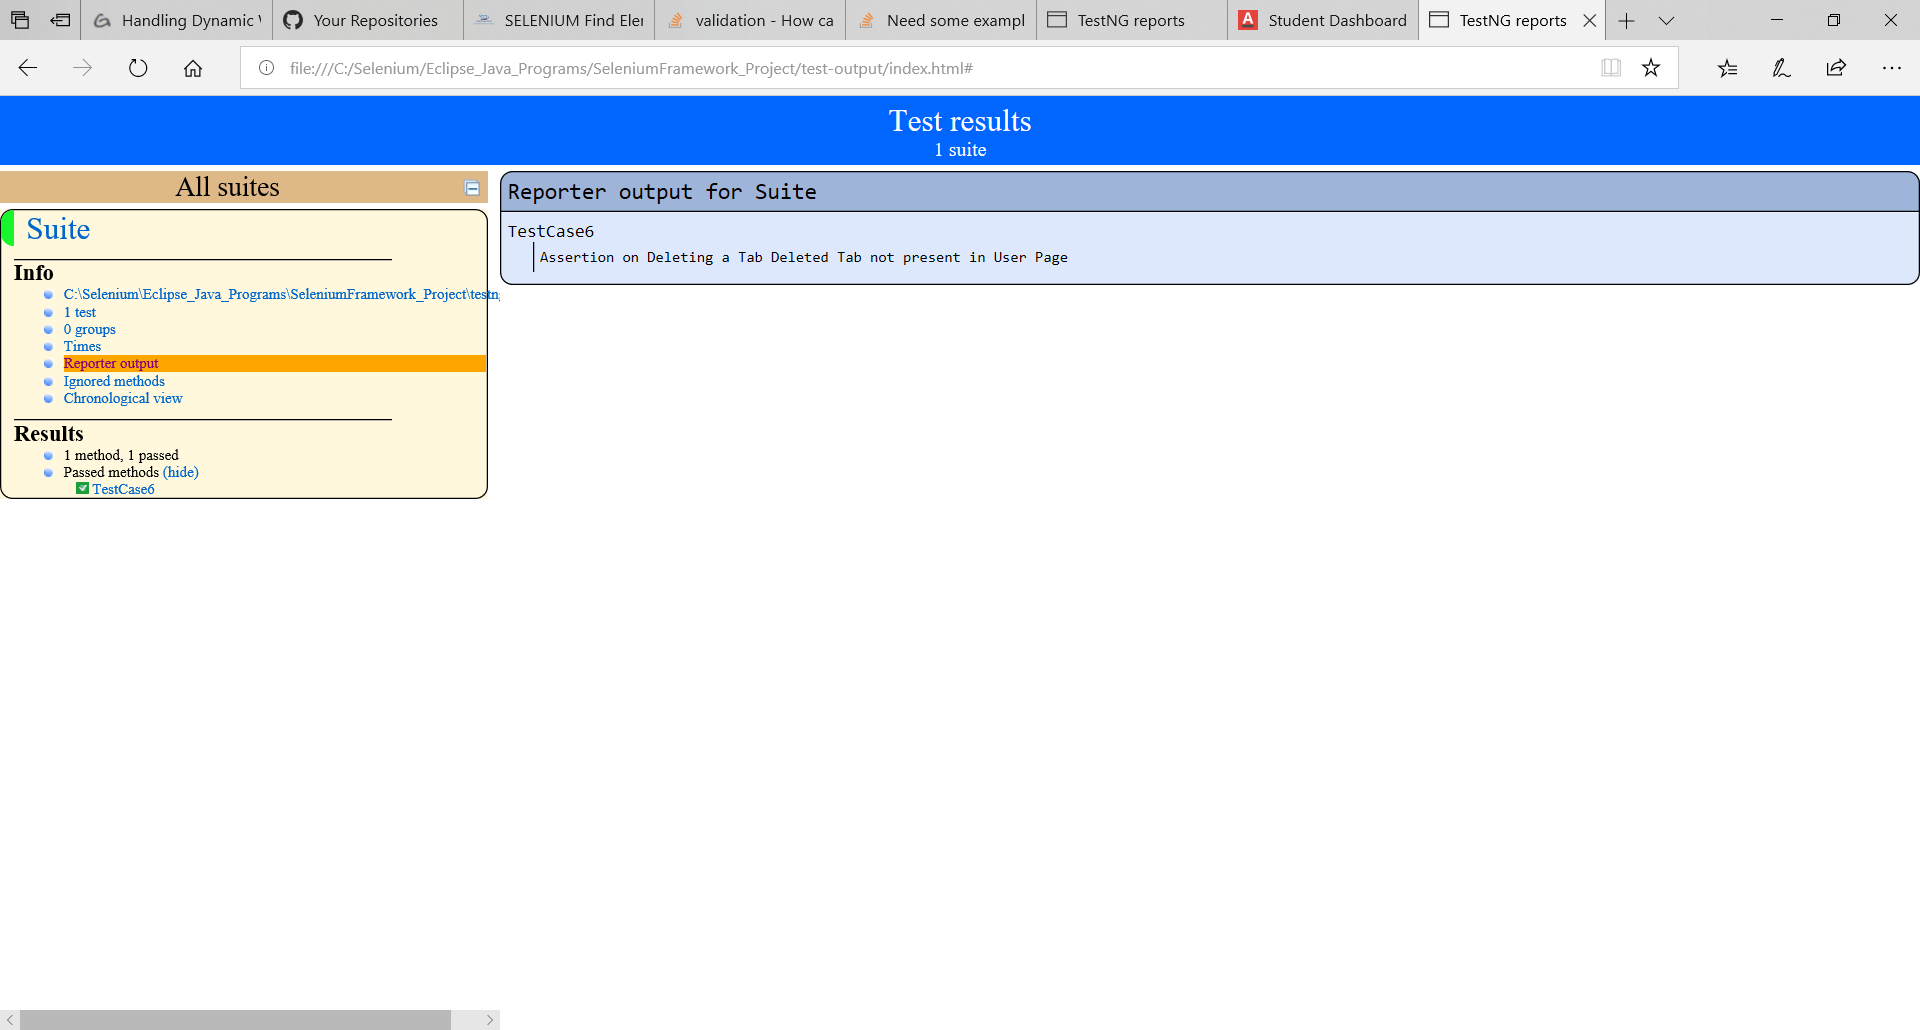 Handling Dynamic
Your Repositories
SELENIUM Find Ele
validation - How ca
Need some exampl
TestNG reports
Student Dashboard
TestNG reports
file:///C:/Selenium/Eclipse_Java_Programs/SeleniumFramework_Project/test-output/index.html#
Test results
1 suite
All suites
Suite
Info
C:\Selenium\Eclipse_Java_Programs\SeleniumFramework_Project\testn
1 test
0 groups
Times
Reporter output
Ignored methods
Chronological view
Results
1 method, 1 passed
Passed methods (hide)
TestCase6
Reporter output for Suite
TestCase6
Assertion on Deleting a Tab Deleted Tab not present in User Page